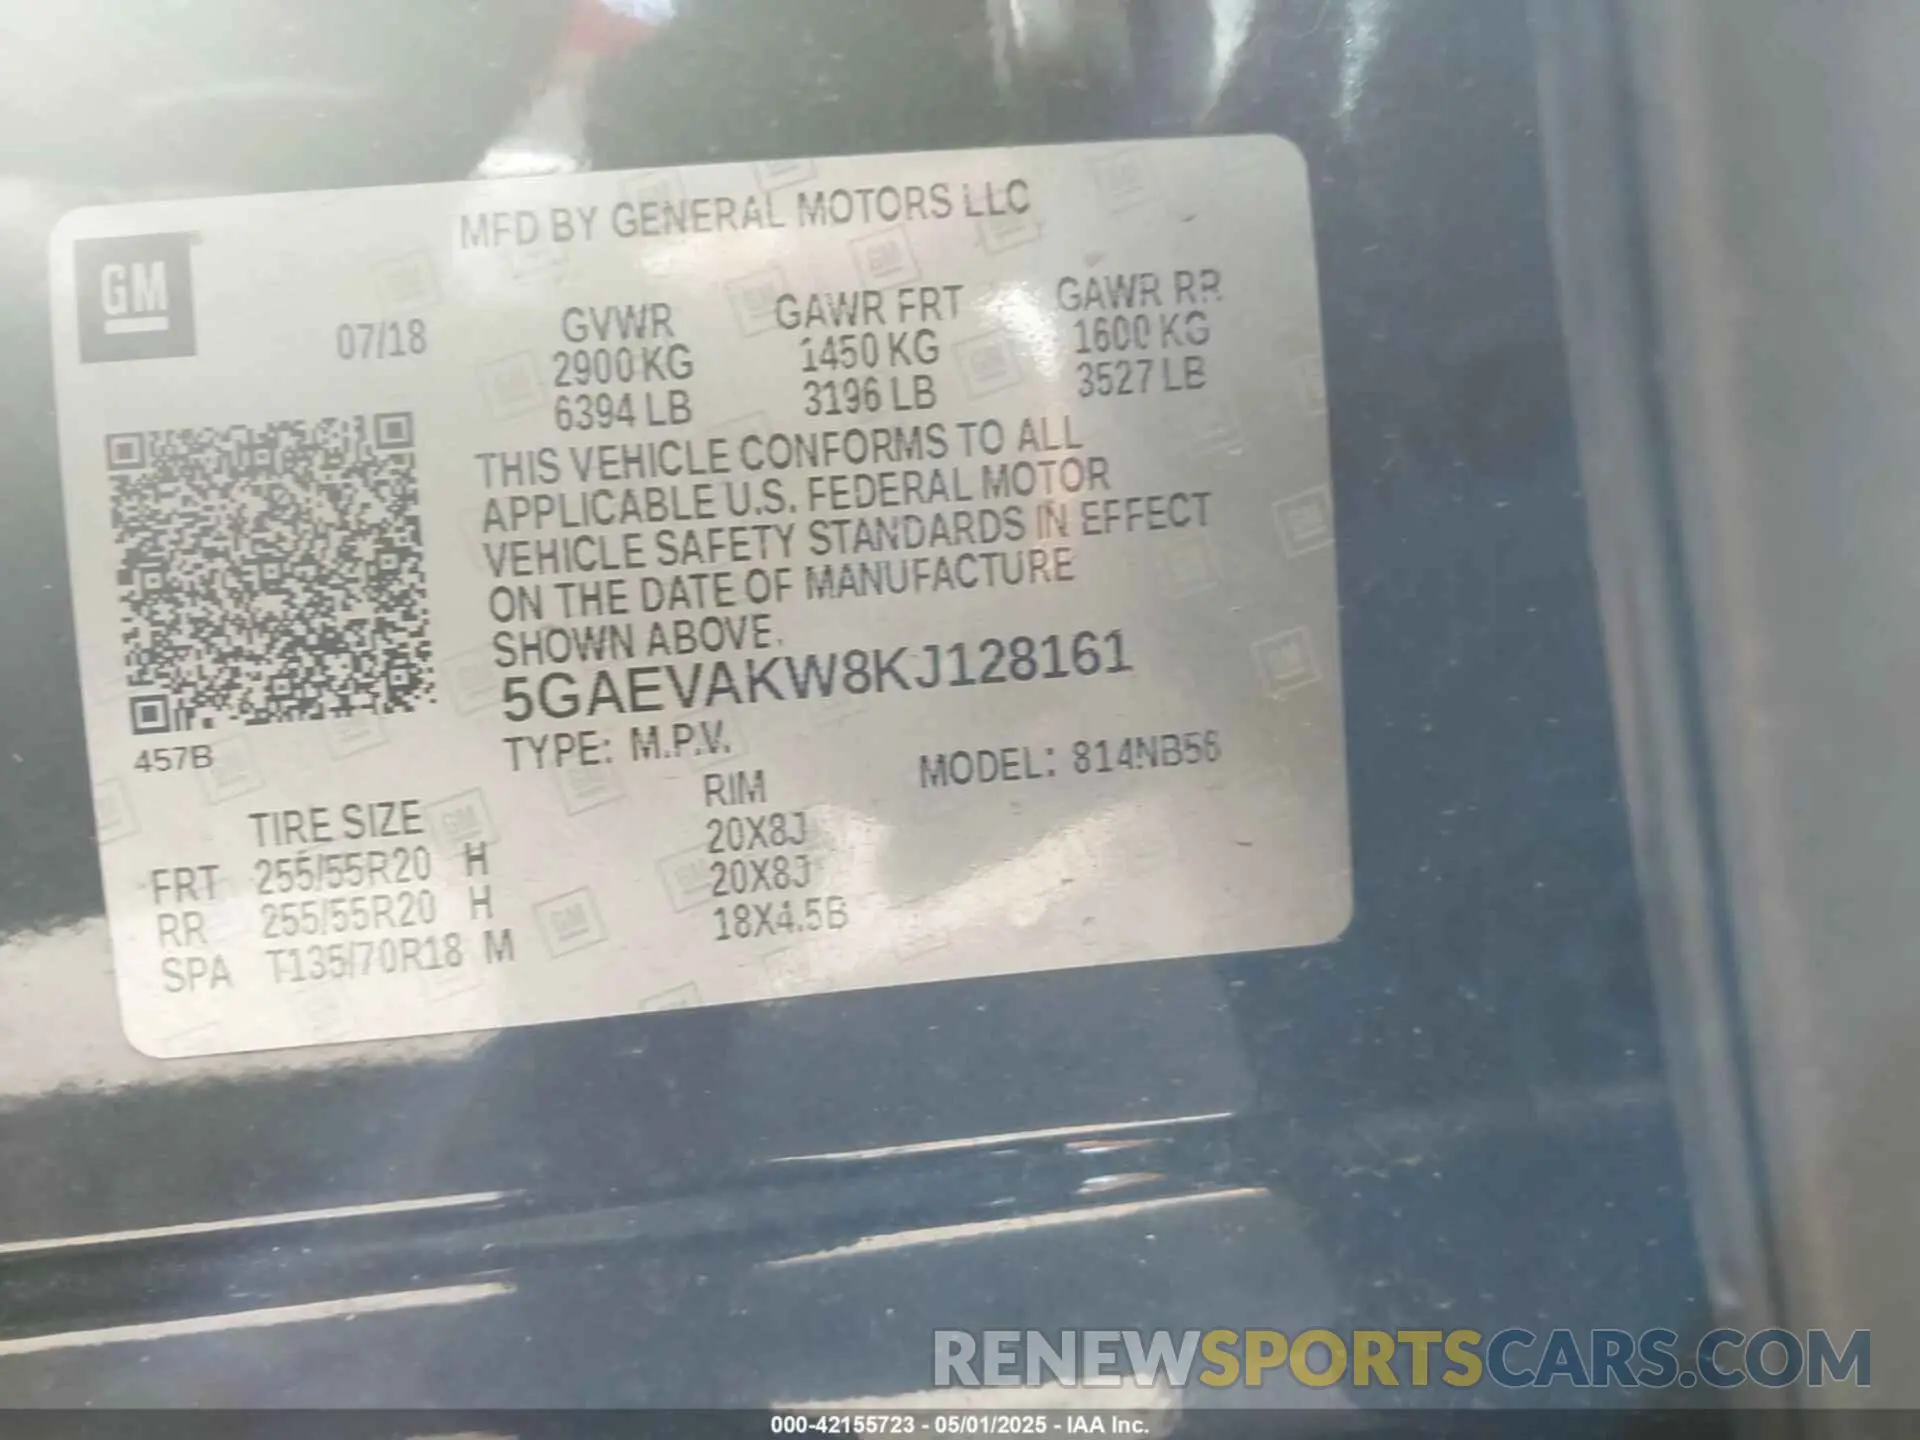 MFD BY GENERAL MOTORS LLC
GM
07/18
GVWR GAWR FRT GAWR RR
2900 KG 1450 KG 1600 KG
6394 LB 3196 LB 3527 LB
THIS VEHICLE CONFORMS TO ALL
APPLICABLE U.S. FEDERAL MOTOR
VEHICLE SAFETY STANDARDS IN EFFECT
ON THE DATE OF MANUFACTURE
SHOWN ABOVE.
5GAEVAKW8KJ128161
457B
TYPE: M.P.V. MODEL: 814NB56
TIRE SIZE RIM
FRT 255/55R20 H 20X8J
RR 255/55R20 H 20X8J
SPA T135/70R18 M 18X4.5B
RENEWSPORTSCARS.COM
000-42155723 - 05/01/2025 - IAA Inc.